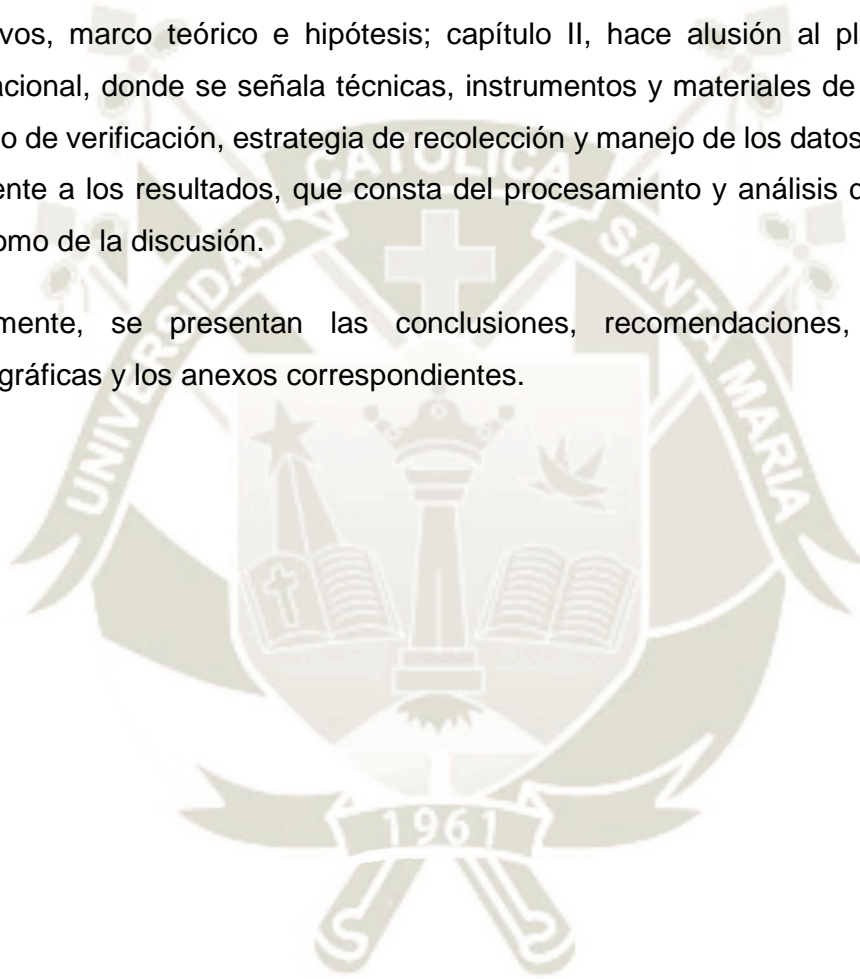 vos, marco teórico e hipótesis; capítulo II, hace alusión al pl
acional, donde se señala técnicas, instrumentos y materiales de
o de verificación, estrategia de recolección y manejo de los datos
ente a los resultados, que consta del procesamiento y análisis d
omo de la discusión.
mente, se presentan las conclusiones, recomendaciones,
gráficas y los anexos correspondientes.
UNIVERSIDAD CATOLICA SANTA MARIA
1961